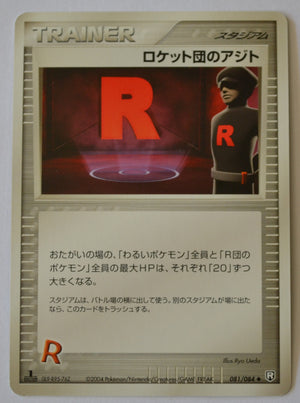 TRAINER
スタジアム
ロケット団のアジト
R
R
おたがいの場の、「わるいポケモン」全員と「R団の
ポケモン」全員の最大HPは、それぞれ「20」ずつ
大きくなる。
スタジアムは、バトル場の横に出して使う。別のスタジアムが場に出たなら、このカードをトラッシュする。
R
Illus.Ryo Ueda
1
©2004 Pokémon/Nintendo/Creatures/GAME FREAK
081/084
R